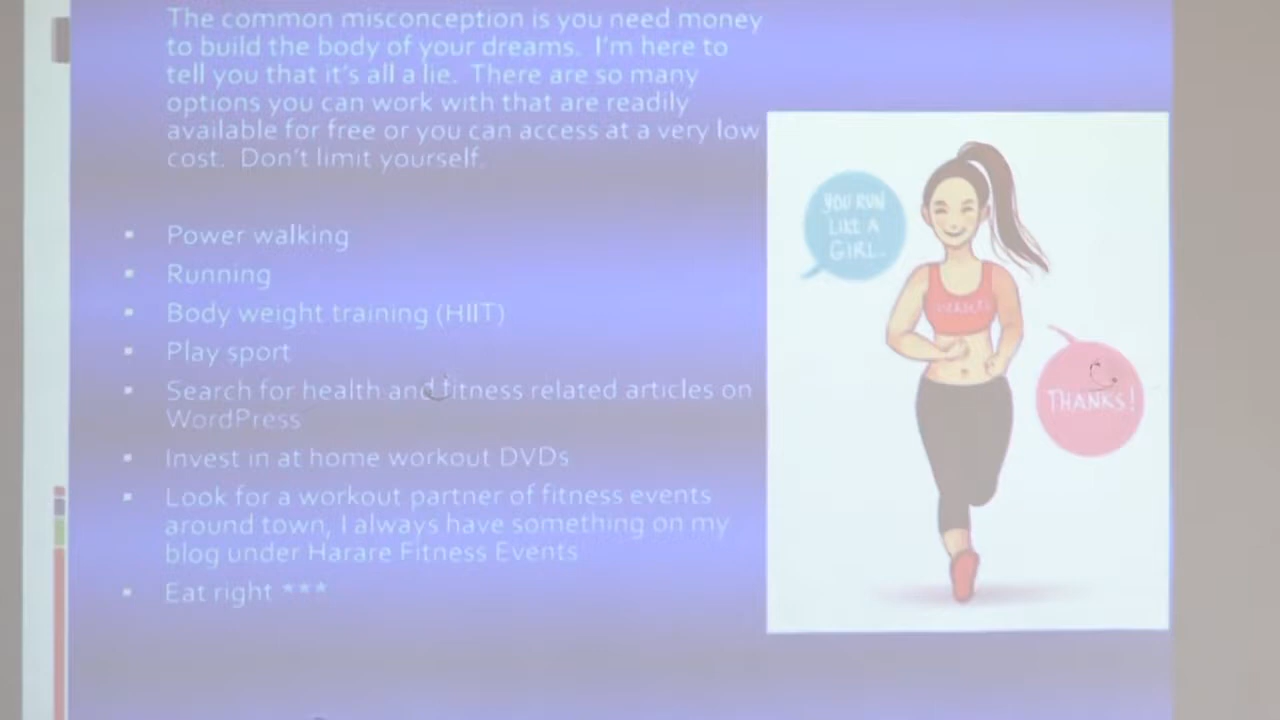 The common misconception is you need money
to build the body of your dreams. I'm here to
tell you that it's all a lie. There are so many
options you can work with that are readily
available for free or you can access at a very low
cost. Don't limit yourself.
▪ Power walking
▪ Running
▪ Body weight training (HIIT)
▪ Play sport
▪ Search for health and fitness related articles on
WordPress
▪ Invest in at home workout DVDs
▪ Look for a workout partner of fitness events
around town, I always have something on my
blog under Harare Fitness Events
▪ Eat right ***
YOU RUN
LIKE A
GIRL.
THANKS!